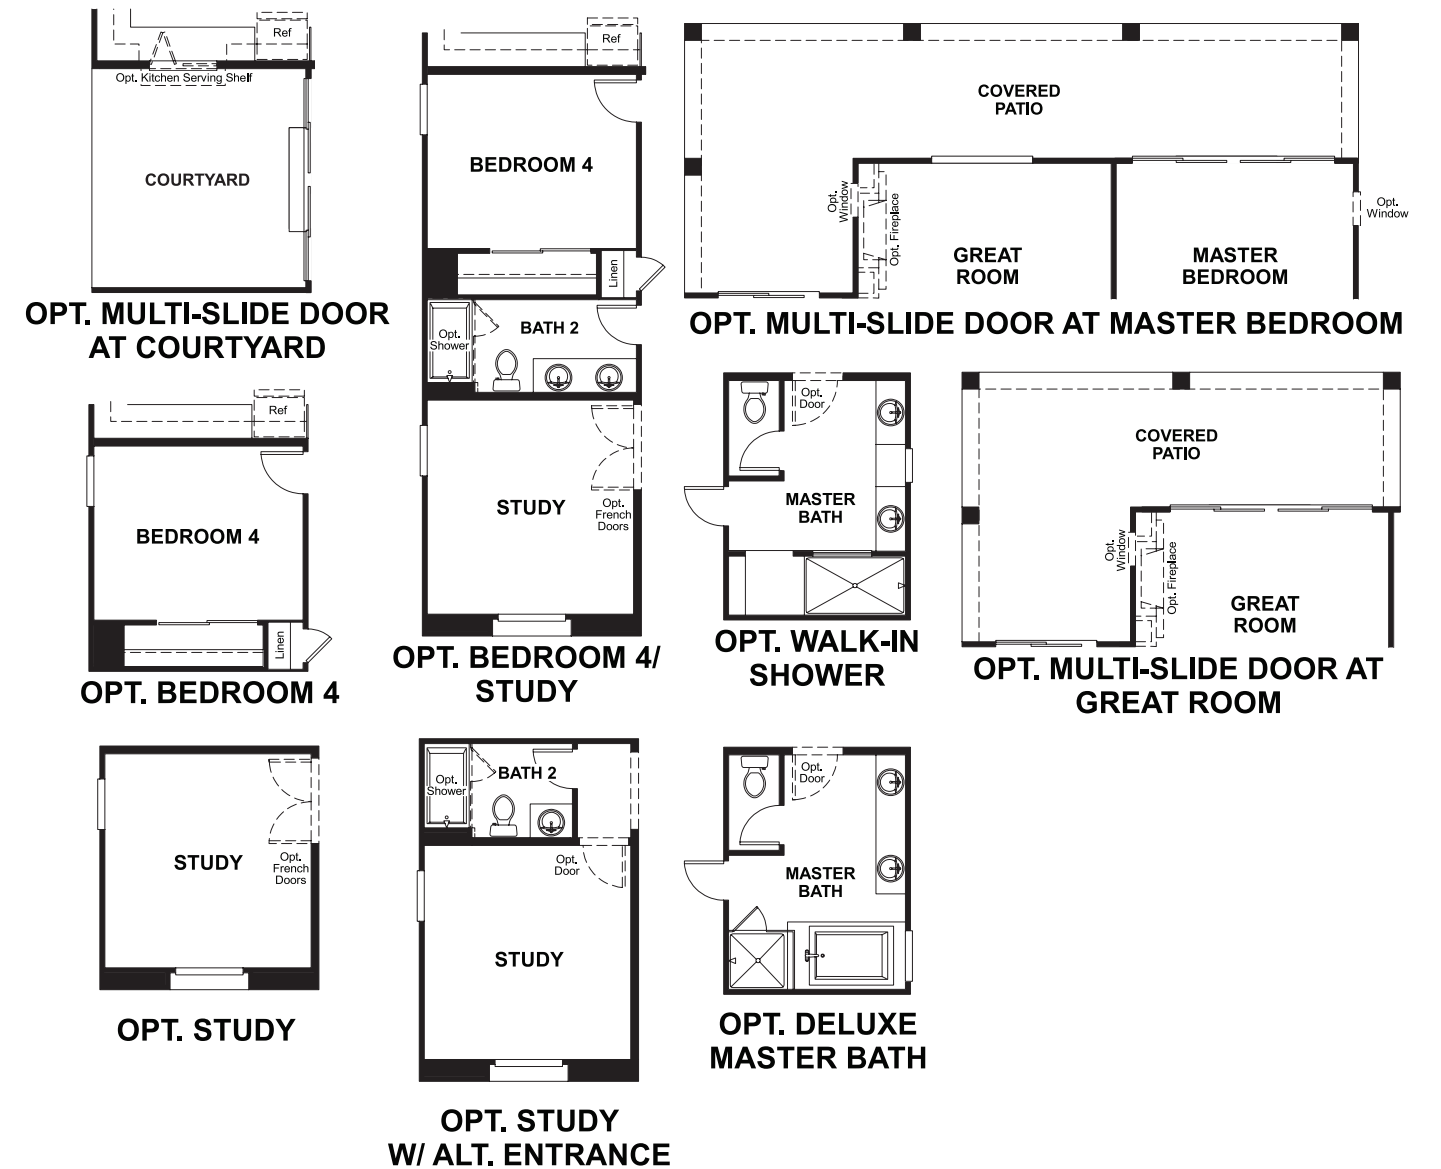 Ref
Opt. Kitchen Serving Shelf
COURTYARD
OPT. MULTI-SLIDE DOOR
AT COURTYARD
Ref
BEDROOM 4
Linen
Opt.
Shower
BATH 2
STUDY
Opt.
French
Doors
OPT. BEDROOM 4/
STUDY
COVERED
PATIO
Opt.
Window
Opt. Fireplace
GREAT
ROOM
MASTER
BEDROOM
Opt.
Window
OPT. MULTI-SLIDE DOOR AT MASTER BEDROOM
Ref
BEDROOM 4
Linen
OPT. BEDROOM 4
Opt.
Door
MASTER
BATH
OPT. WALK-IN
SHOWER
COVERED
PATIO
Opt.
Window
Opt. Fireplace
GREAT
ROOM
OPT. MULTI-SLIDE DOOR AT
GREAT ROOM
STUDY
Opt.
French
Doors
OPT. STUDY
Opt.
Shower
BATH 2
Opt.
Door
STUDY
OPT. STUDY
W/ ALT. ENTRANCE
Opt.
Door
MASTER
BATH
OPT. DELUXE
MASTER BATH